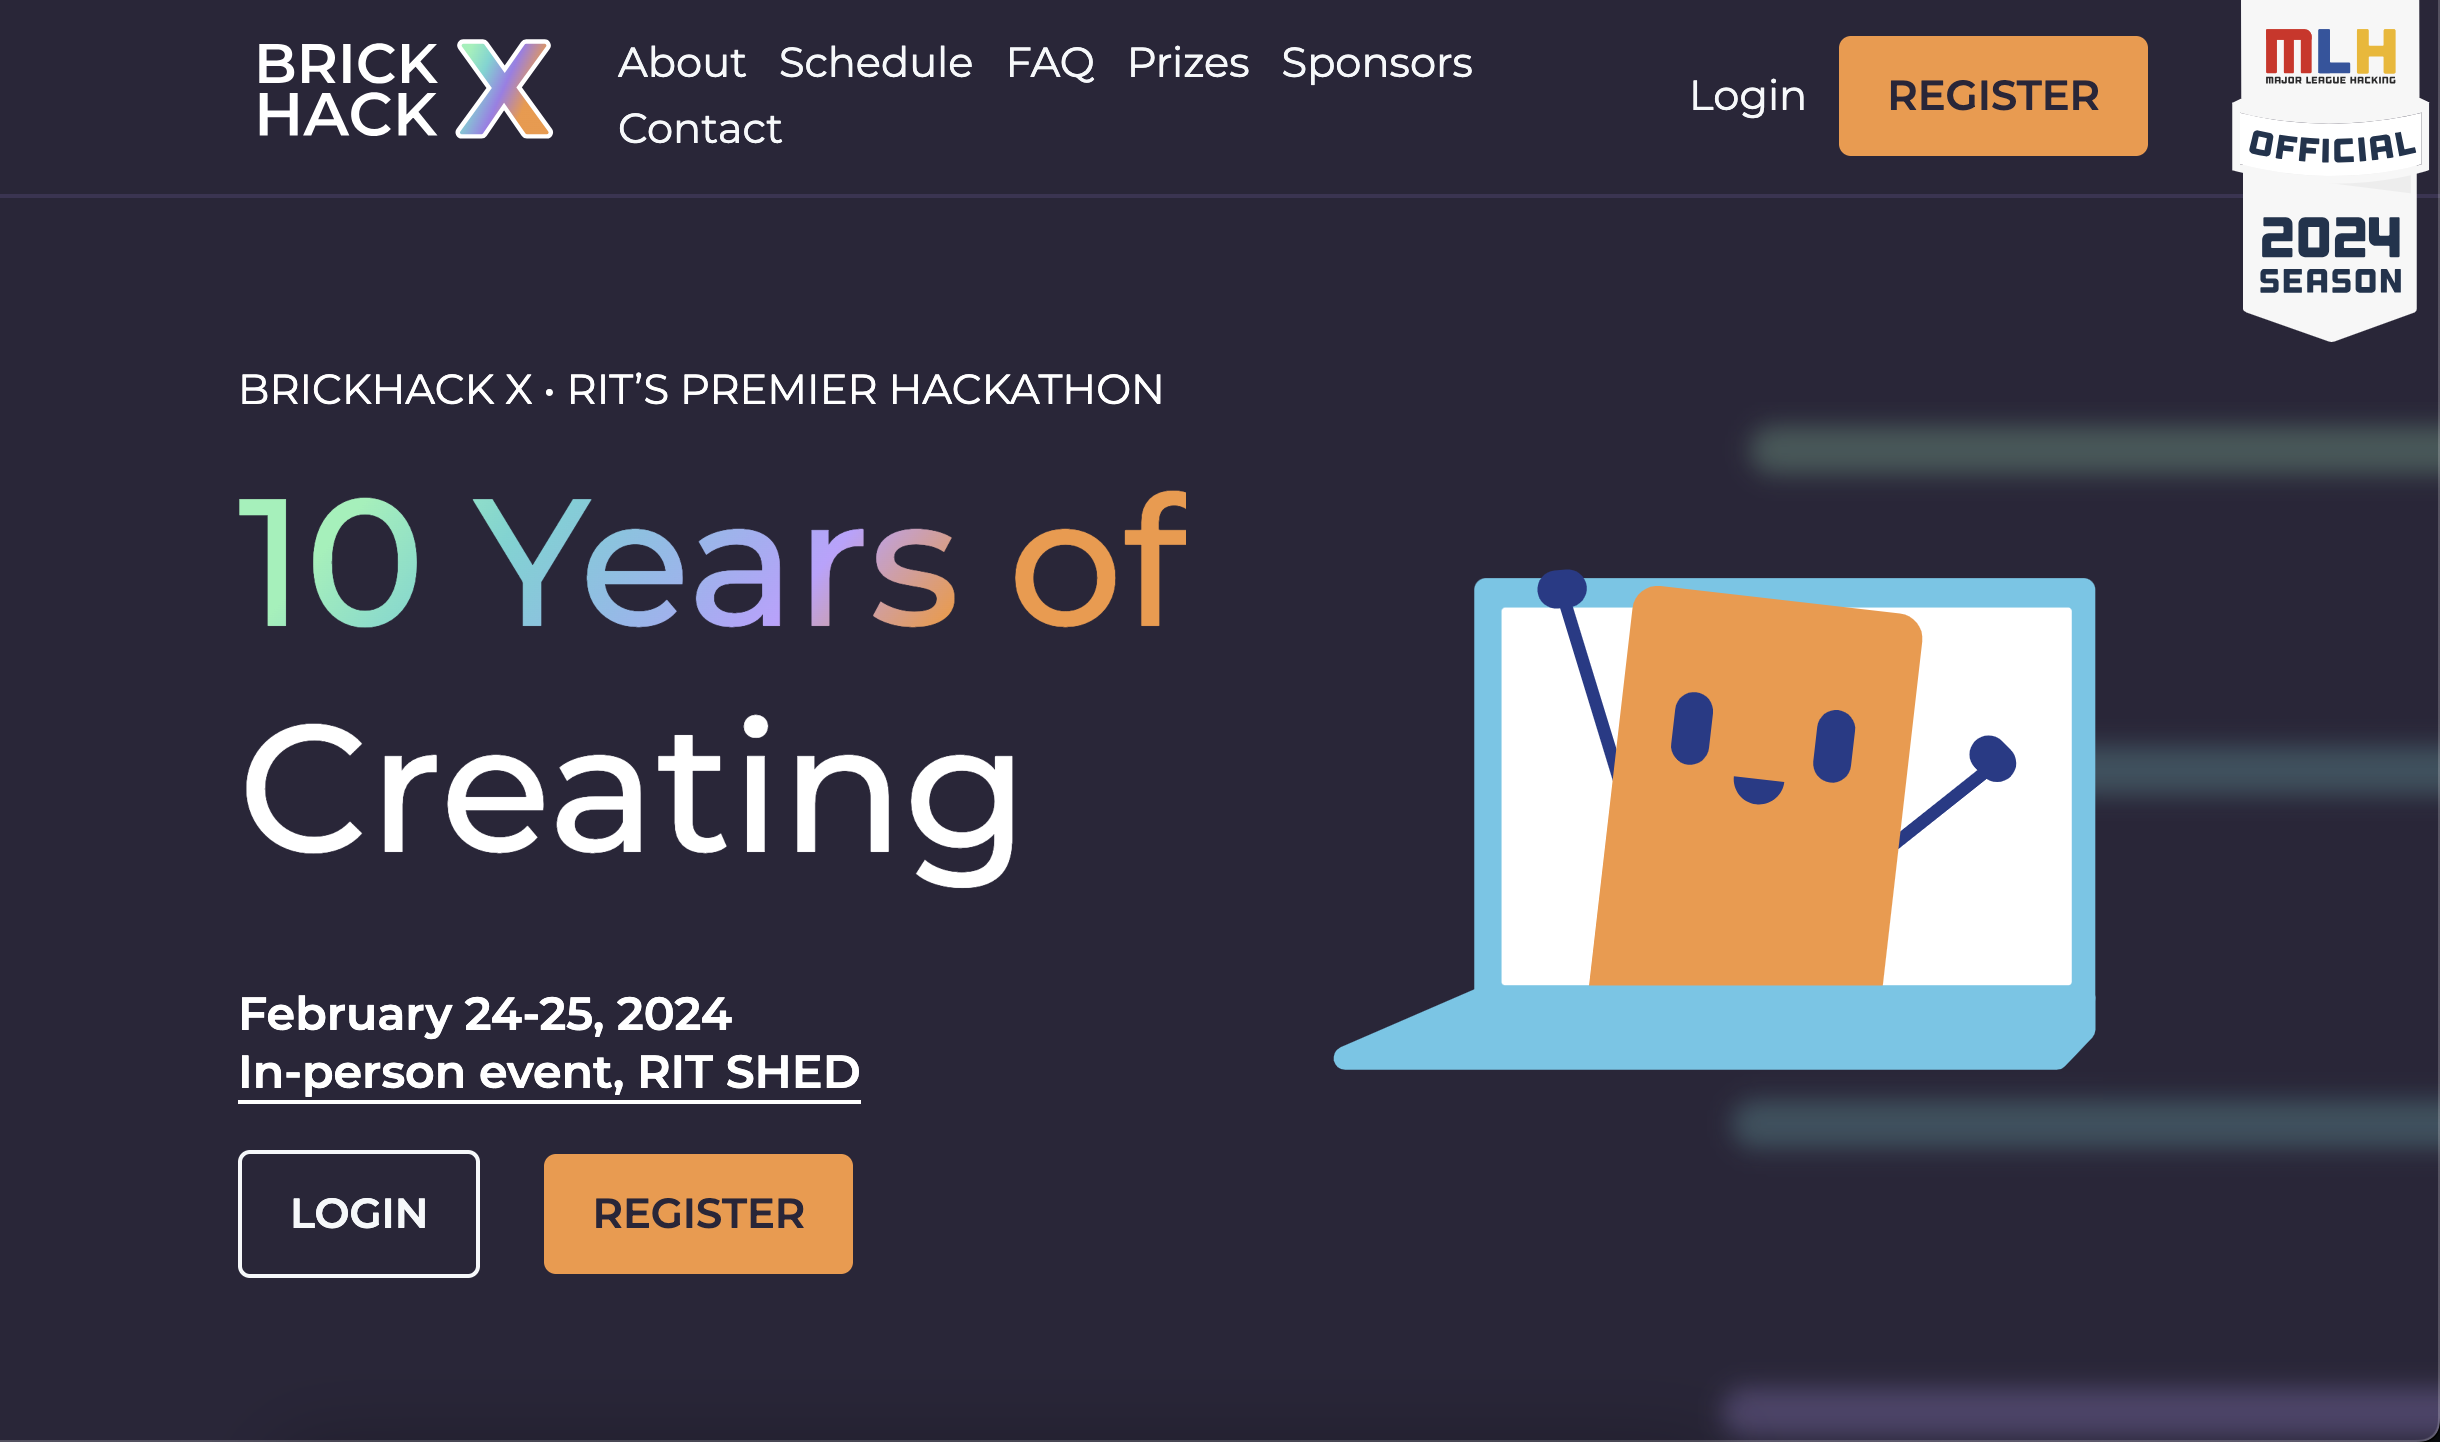 BRICK
HACK X
About Schedule FAQ Prizes Sponsors
Contact
Login
REGISTER
MLH
MAJOR LEAGUE HACKING
OFFICIAL
2024
SEASON
BRICKHACK X • RIT’S PREMIER HACKATHON
10 Years of
Creating
February 24-25, 2024
In-person event, RIT SHED
LOGIN
REGISTER